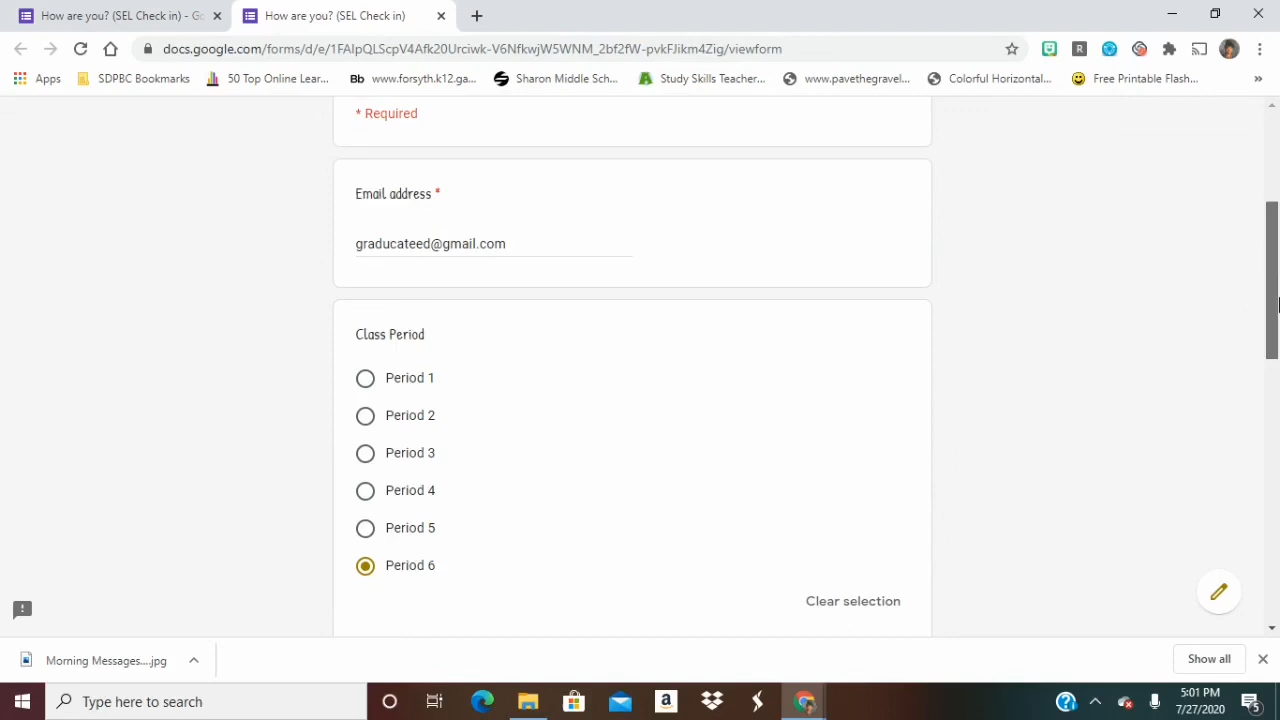 How are you? (SEL Check in) - Go
How are you? (SEL Check in)
docs.google.com/forms/d/e/1FAIpQLScpV4Afk20Urciwk-V6NfkwjW5WNM_2bf2fW-pvkFJikm4Zig/viewform
Apps
SDPBC Bookmarks
50 Top Online Lear...
Bb www.forsyth.k12.ga...
Sharon Middle Sch...
Study Skills Teacher...
www.pavethegravel...
Colorful Horizontal...
Free Printable Flash...
* Required
Email address *
graducateed@gmail.com
Class Period
Period 1
Period 2
Period 3
Period 4
Period 5
Period 6
Clear selection
Morning Messages....jpg
Show all
Type here to search
5:01 PM
7/27/2020
5